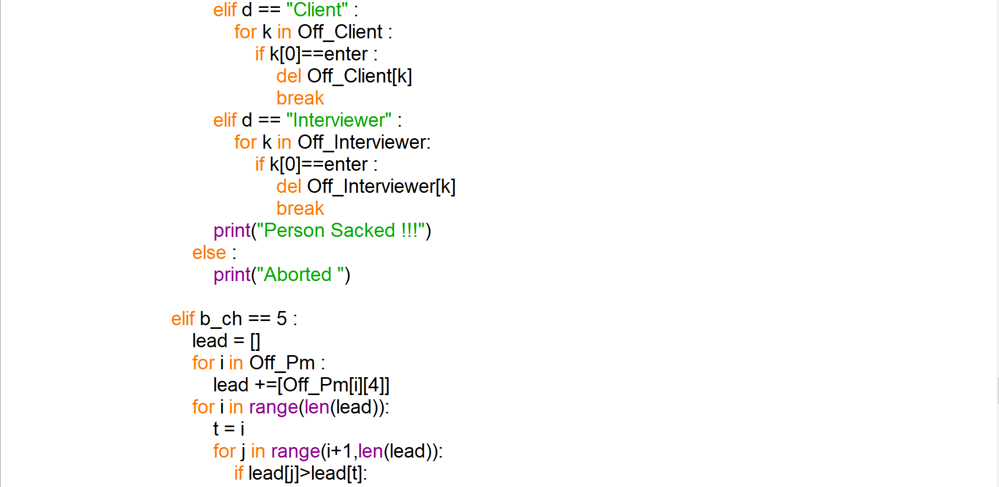 elif d == "Client" :
for k in Off_Client :
if k[0]==enter :
del Off_Client[k]
break
elif d == "Interviewer" :
for k in Off_Interviewer:
if k[0]==enter :
del Off_Interviewer[k]
break
print("Person Sacked !!!")
else :
print("Aborted ")
elif b_ch == 5 :
lead = []
for i in Off_Pm :
lead +=[Off_Pm[i][4]]
for i in range(len(lead)):
t = i
for j in range(i+1,len(lead)):
if lead[j]>lead[t]: